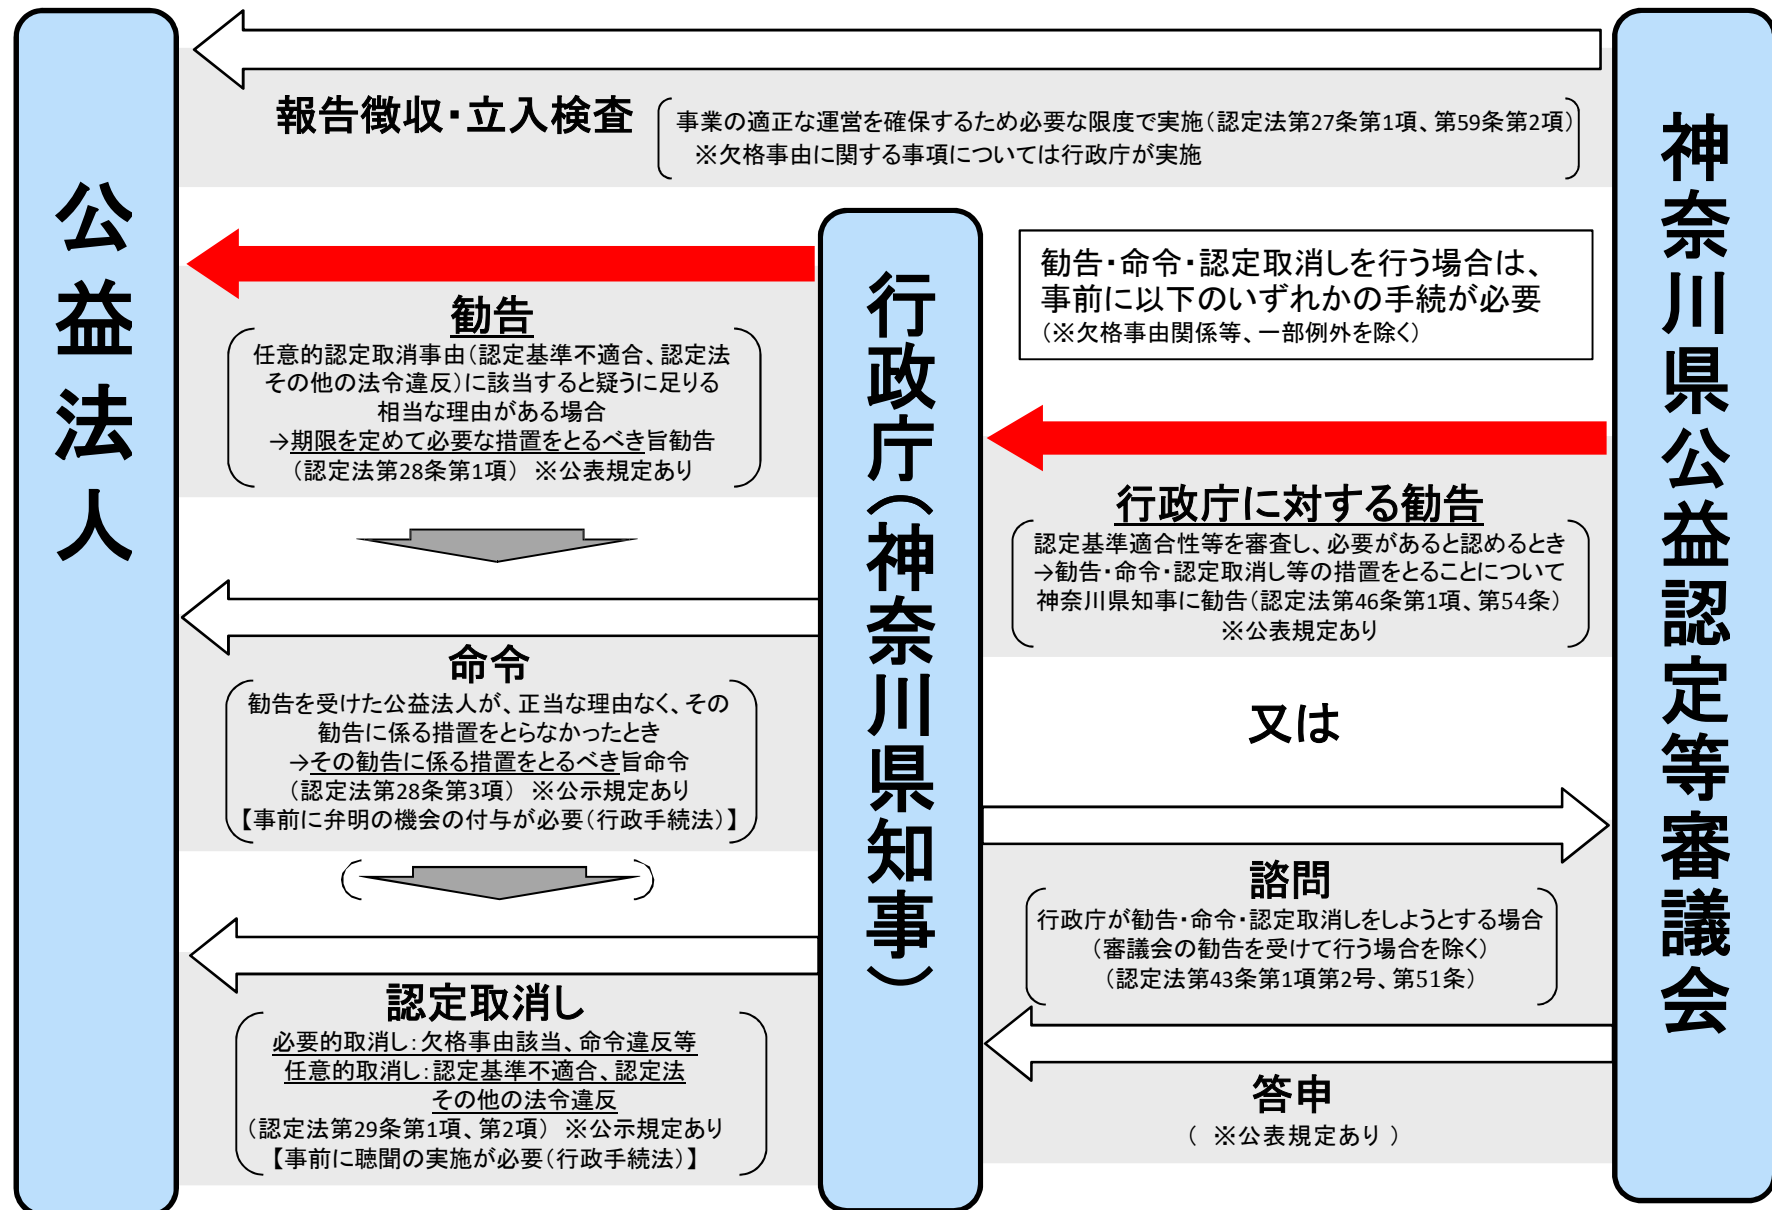 公益法人
報告徴収・立入検査
事業の適正な運営を確保するため必要な限度で実施(認定法第27条第1項、第59条第2項)
※欠格事由に関する事項については行政庁が実施
勧告
任意的認定取消事由(認定基準不適合、認定法
その他の法令違反)に該当すると疑うに足りる
相当な理由がある場合
→期限を定めて必要な措置をとるべき旨勧告
(認定法第28条第1項) ※公表規定あり
命令
勧告を受けた公益法人が、正当な理由なく、その
勧告に係る措置をとらなかったとき
→その勧告に係る措置をとるべき旨命令
(認定法第28条第3項) ※公示規定あり
【事前に弁明の機会の付与が必要(行政手続法)】
認定取消し
必要的取消し:欠格事由該当、命令違反等
任意的取消し:認定基準不適合、認定法
その他の法令違反
(認定法第29条第1項、第2項) ※公示規定あり
【事前に聴聞の実施が必要(行政手続法)】
行政庁(神奈川県知事)
勧告・命令・認定取消しを行う場合は、
事前に以下のいずれかの手続が必要
(※欠格事由関係等、一部例外を除く)
行政庁に対する勧告
認定基準適合性等を審査し、必要があると認めるとき
→勧告・命令・認定取消し等の措置をとることについて
神奈川県知事に勧告(認定法第46条第1項、第54条)
※公表規定あり
又は
諮問
行政庁が勧告・命令・認定取消しをしようとする場合
(審議会の勧告を受けて行う場合を除く)
(認定法第43条第1項第2号、第51条)
答申
( ※公表規定あり )
神奈川県公益認定等審議会